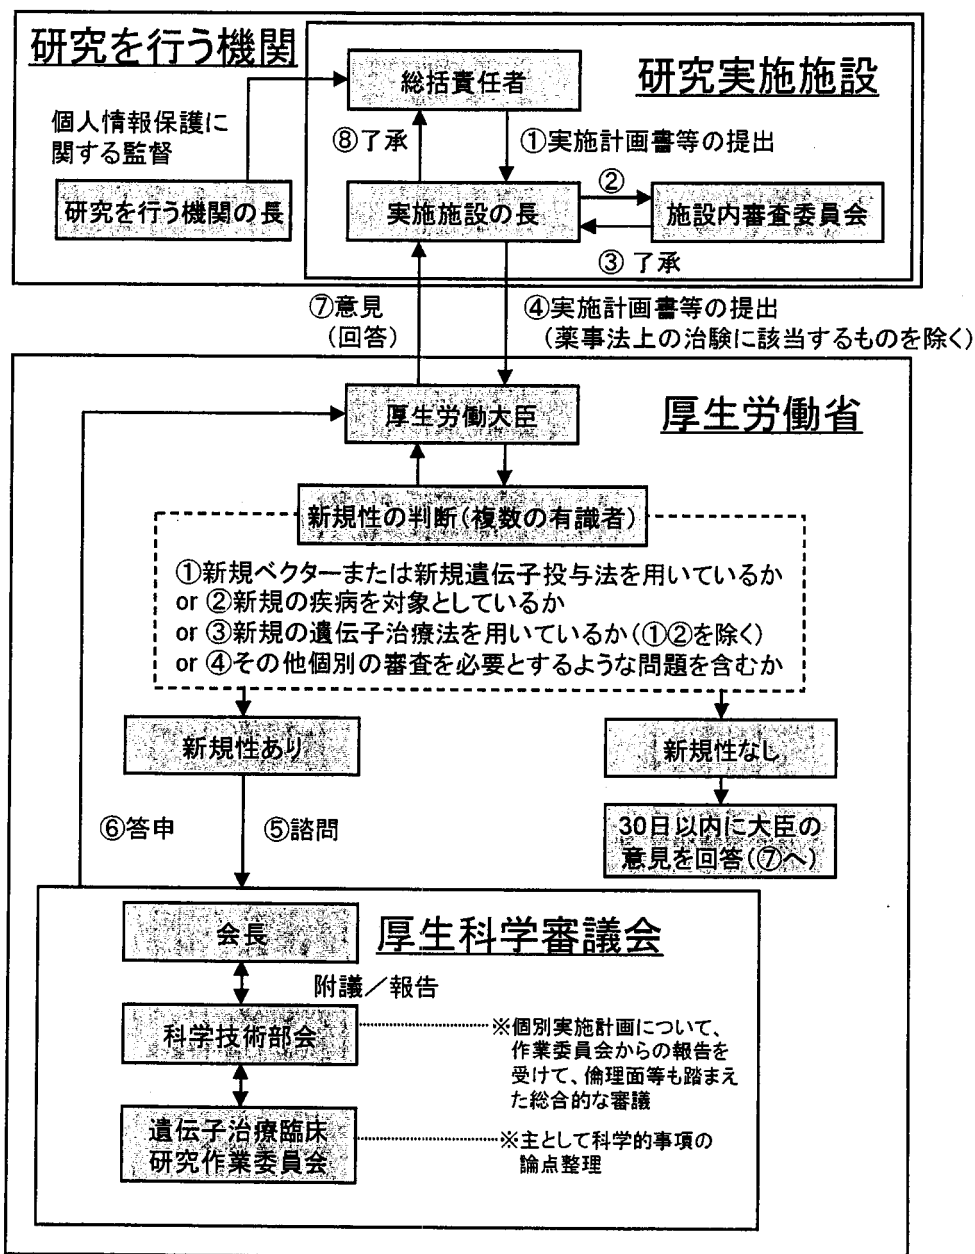 研究を行う機関
研究実施施設
総括責任者
個人情報保護に
関する監督
⑧了承
①実施計画書等の提出
研究を行う機関の長
実施施設の長
②
施設内審査委員会
③ 了承
⑦意見
(回答)
④実施計画書等の提出
(薬事法上の治験に該当するものを除く)
厚生労働省
厚生労働大臣
新規性の判断(複数の有識者)
①新規ベクターまたは新規遺伝子投与法を用いているか
or ②新規の疾病を対象としているか
or ③新規の遺伝子治療法を用いているか(①②を除く)
or ④その他個別の審査を必要とするような問題を含むか
新規性あり
新規性なし
⑥答申
⑤諮問
30日以内に大臣の
意見を回答(⑦へ)
会長
厚生科学審議会
附議／報告
科学技術部会
※個別実施計画について、
作業委員会からの報告を
受けて、倫理面等も踏まえ
た総合的な審議
遺伝子治療臨床
研究作業委員会
※主として科学的事項の
論点整理